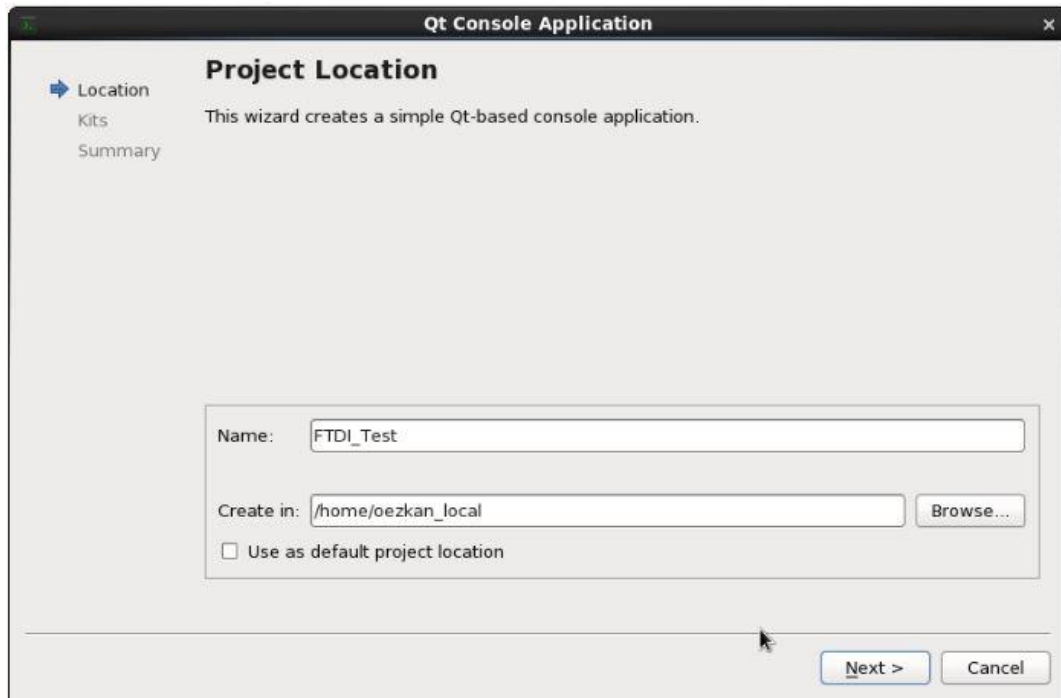 Qt Console Application
Location
Kits
Summary
Project Location
This wizard creates a simple Qt-based console application.
Name: FTDI_Test
Create in: /home/oezkan_local Browse...
Use as default project location
Next > Cancel